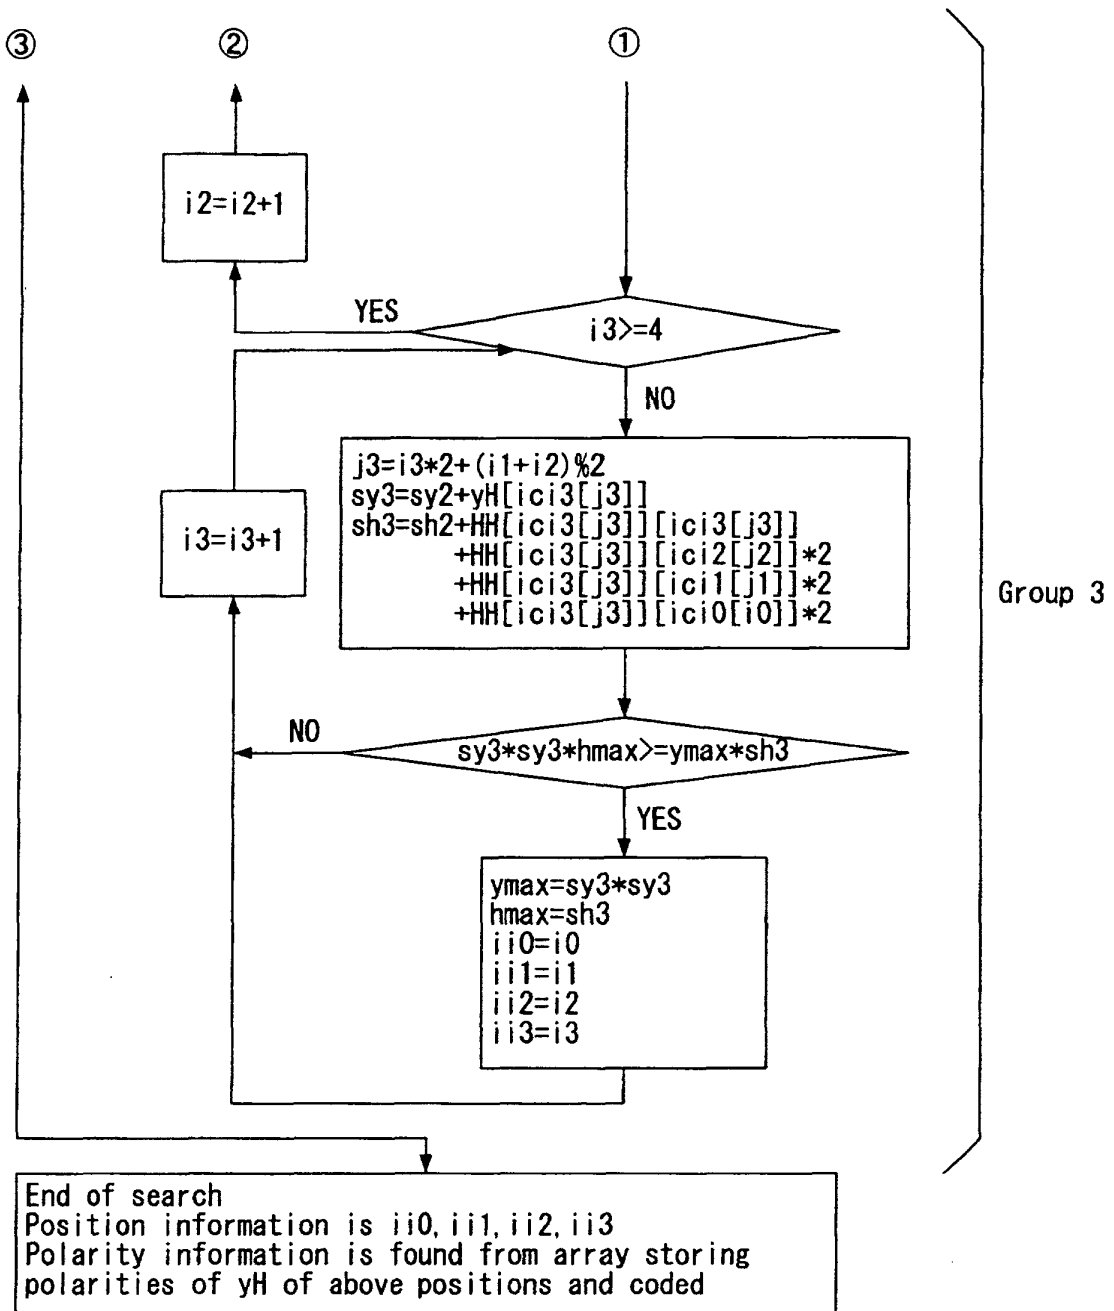 ③ ② ①
i2=i2+1
YES
i3>=4
NO
j3=i3*2+(i1+i2)%2
sy3=sy2+yH[ici3[j3]]
sh3=sh2+HH[ici3[j3]][ici3[j3]]
+HH[ici3[j3]][ici2[j2]]*2
+HH[ici3[j3]][ici1[j1]]*2
+HH[ici3[j3]][ici0[i0]]*2
i3=i3+1
Group 3
NO
sy3*sy3*hmax>=ymax*sh3
YES
ymax=sy3*sy3
hmax=sh3
ii0=i0
ii1=i1
ii2=i2
ii3=i3
End of search
Position information is ii0, ii1, ii2, ii3
Polarity information is found from array storing
polarities of yH of above positions and coded